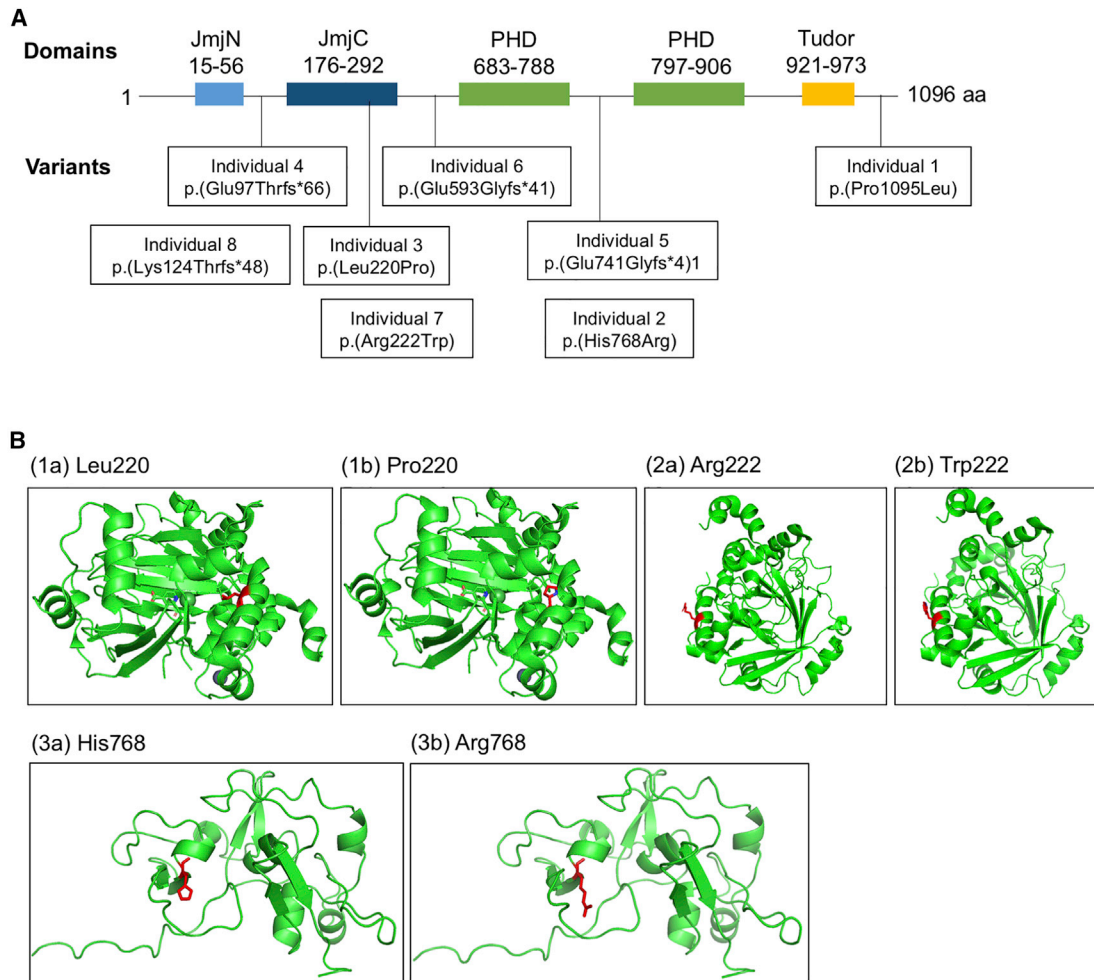 A
Domains
JmjN
15-56
JmjC
176-292
PHD
683-788
PHD
797-906
Tudor
921-973
1
1096 aa
Variants
Individual 4
p.(Glu97Thrfs*66)
Individual 6
p.(Glu593Glyfs*41)
Individual 1
p.(Pro1095Leu)
Individual 8
p.(Lys124Thrfs*48)
Individual 3
p.(Leu220Pro)
Individual 5
p.(Glu741Glyfs*4)1
Individual 7
p.(Arg222Trp)
Individual 2
p.(His768Arg)
B
(1a) Leu220
(1b) Pro220
(2a) Arg222
(2b) Trp222
(3a) His768
(3b) Arg768